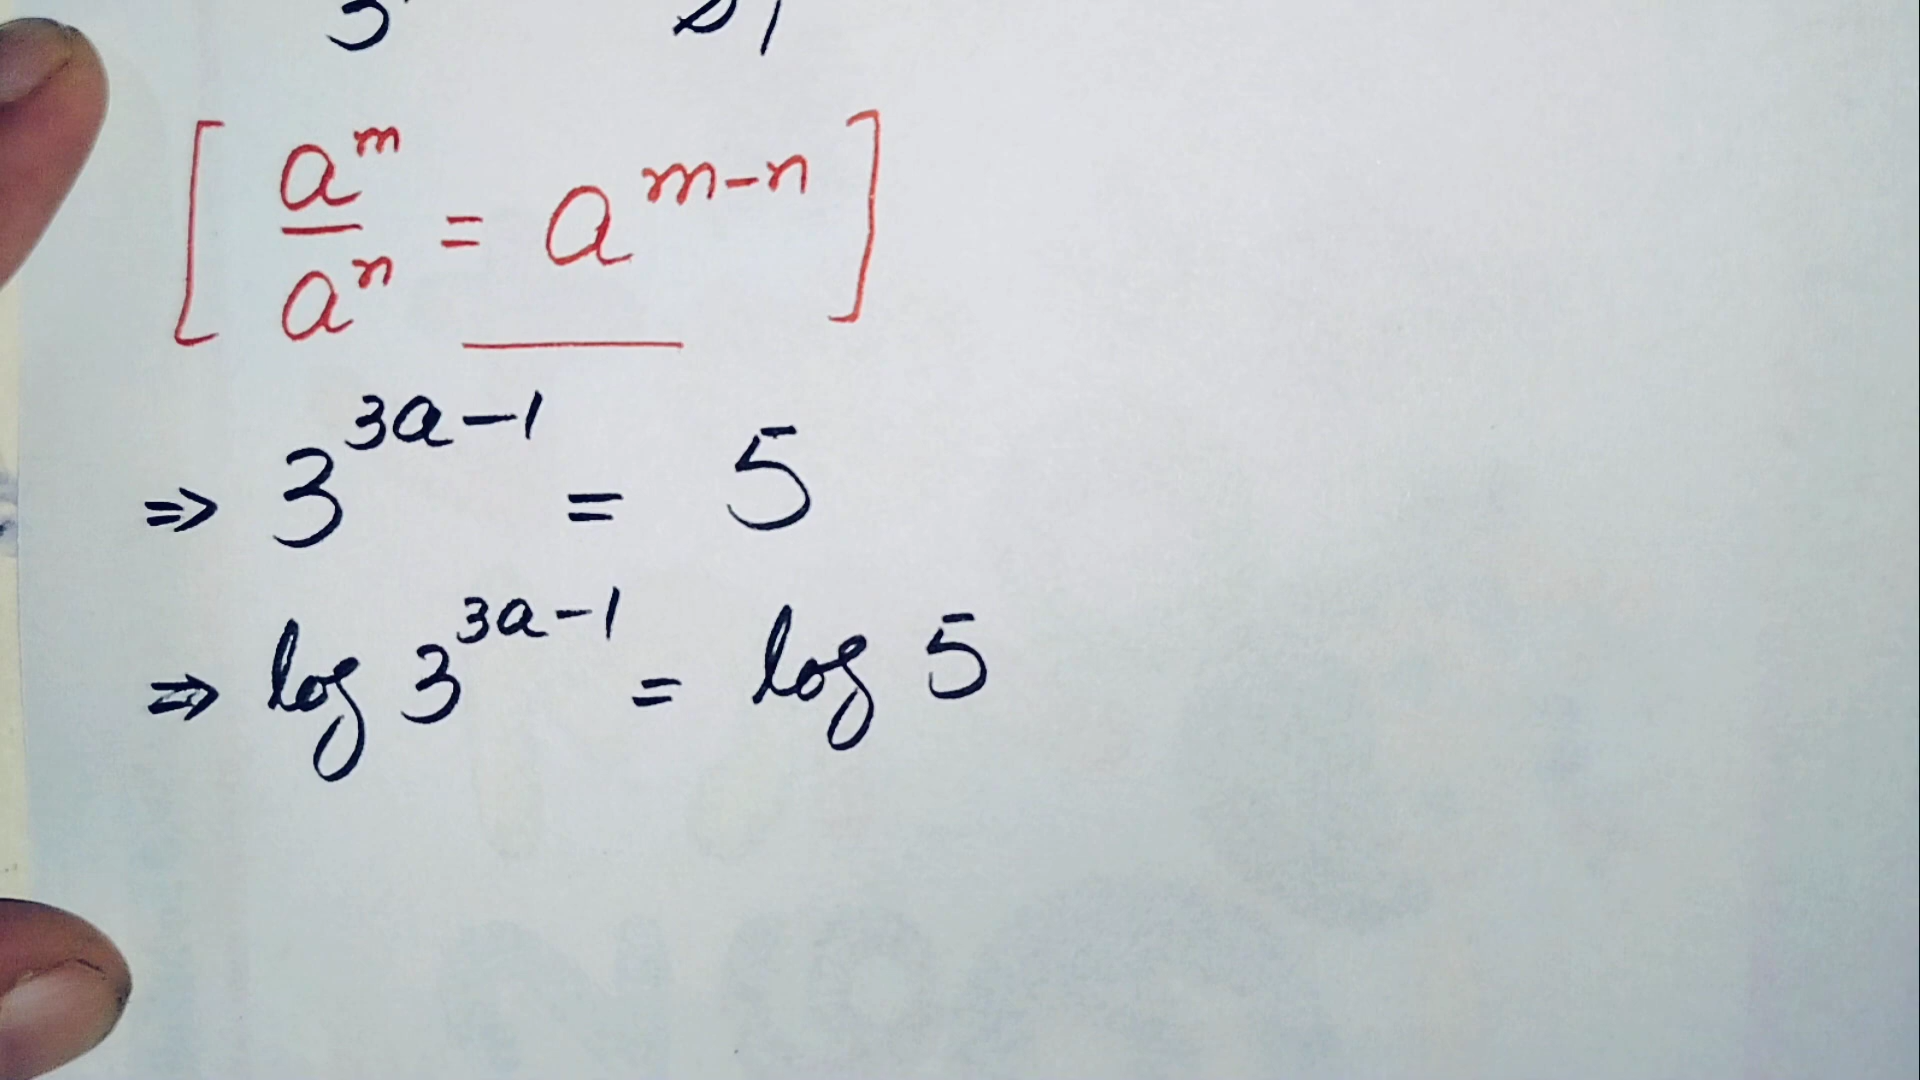 [ a^m / a^n = a^(m-n) ]
⇒ 3^(3a-1) = 5
⇒ log 3^(3a-1) = log 5